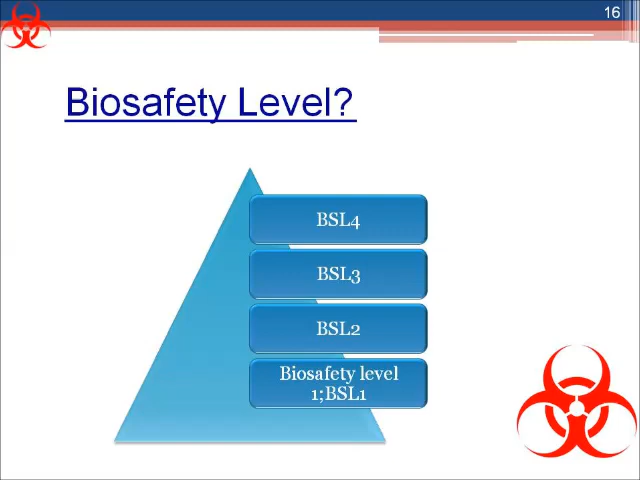 16
Biosafety Level?
BSL4
BSL3
BSL2
Biosafety level
1;BSL1